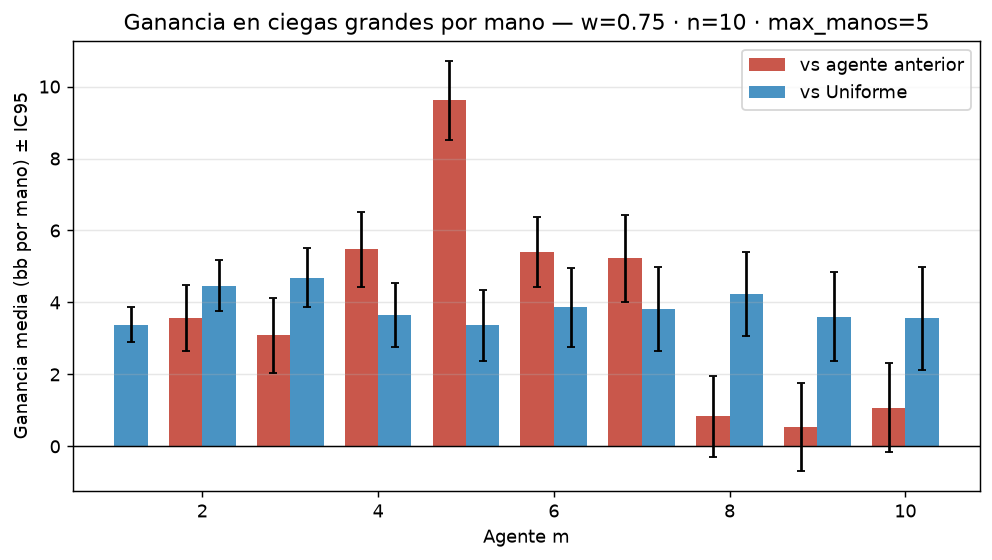 Ganancia en ciegas grandes por mano — w=0.75 · n=10 · max_manos=5
Ganancia media (bb por mano) ± IC95
10
8
6
4
2
0
vs agente anterior
vs Uniforme
2 4 6 8 10
Agente m